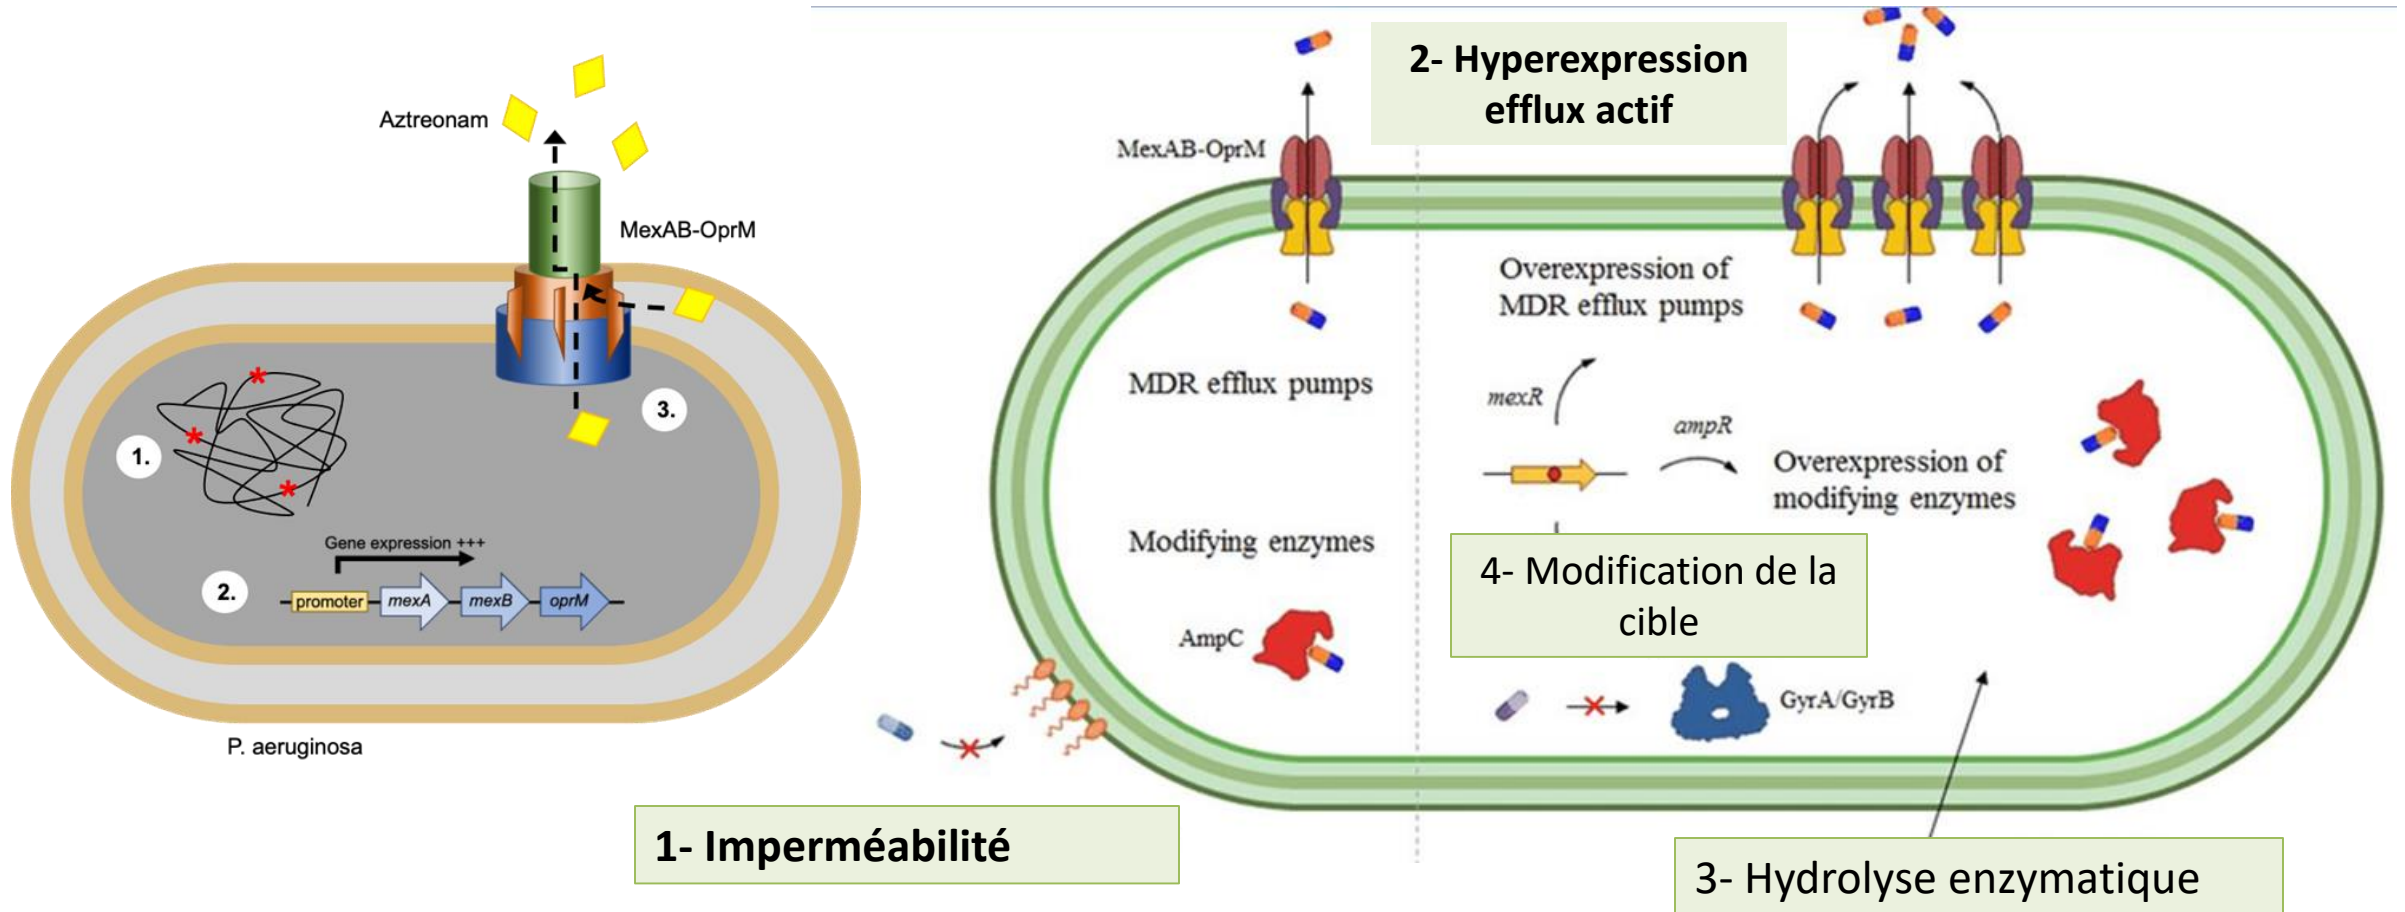 Aztreonam
MexAB-OprM
3.
1.
Gene expression +++
2.
promoter
mexA
mexB
oprM
P. aeruginosa
2- Hyperexpression
efflux actif
MexAB-OprM
Overexpression of
MDR efflux pumps
MDR efflux pumps
mexR
ampR
Overexpression of
modifying enzymes
Modifying enzymes
4- Modification de la
cible
AmpC
GyrA/GyrB
1- Imperméabilité
3- Hydrolyse enzymatique